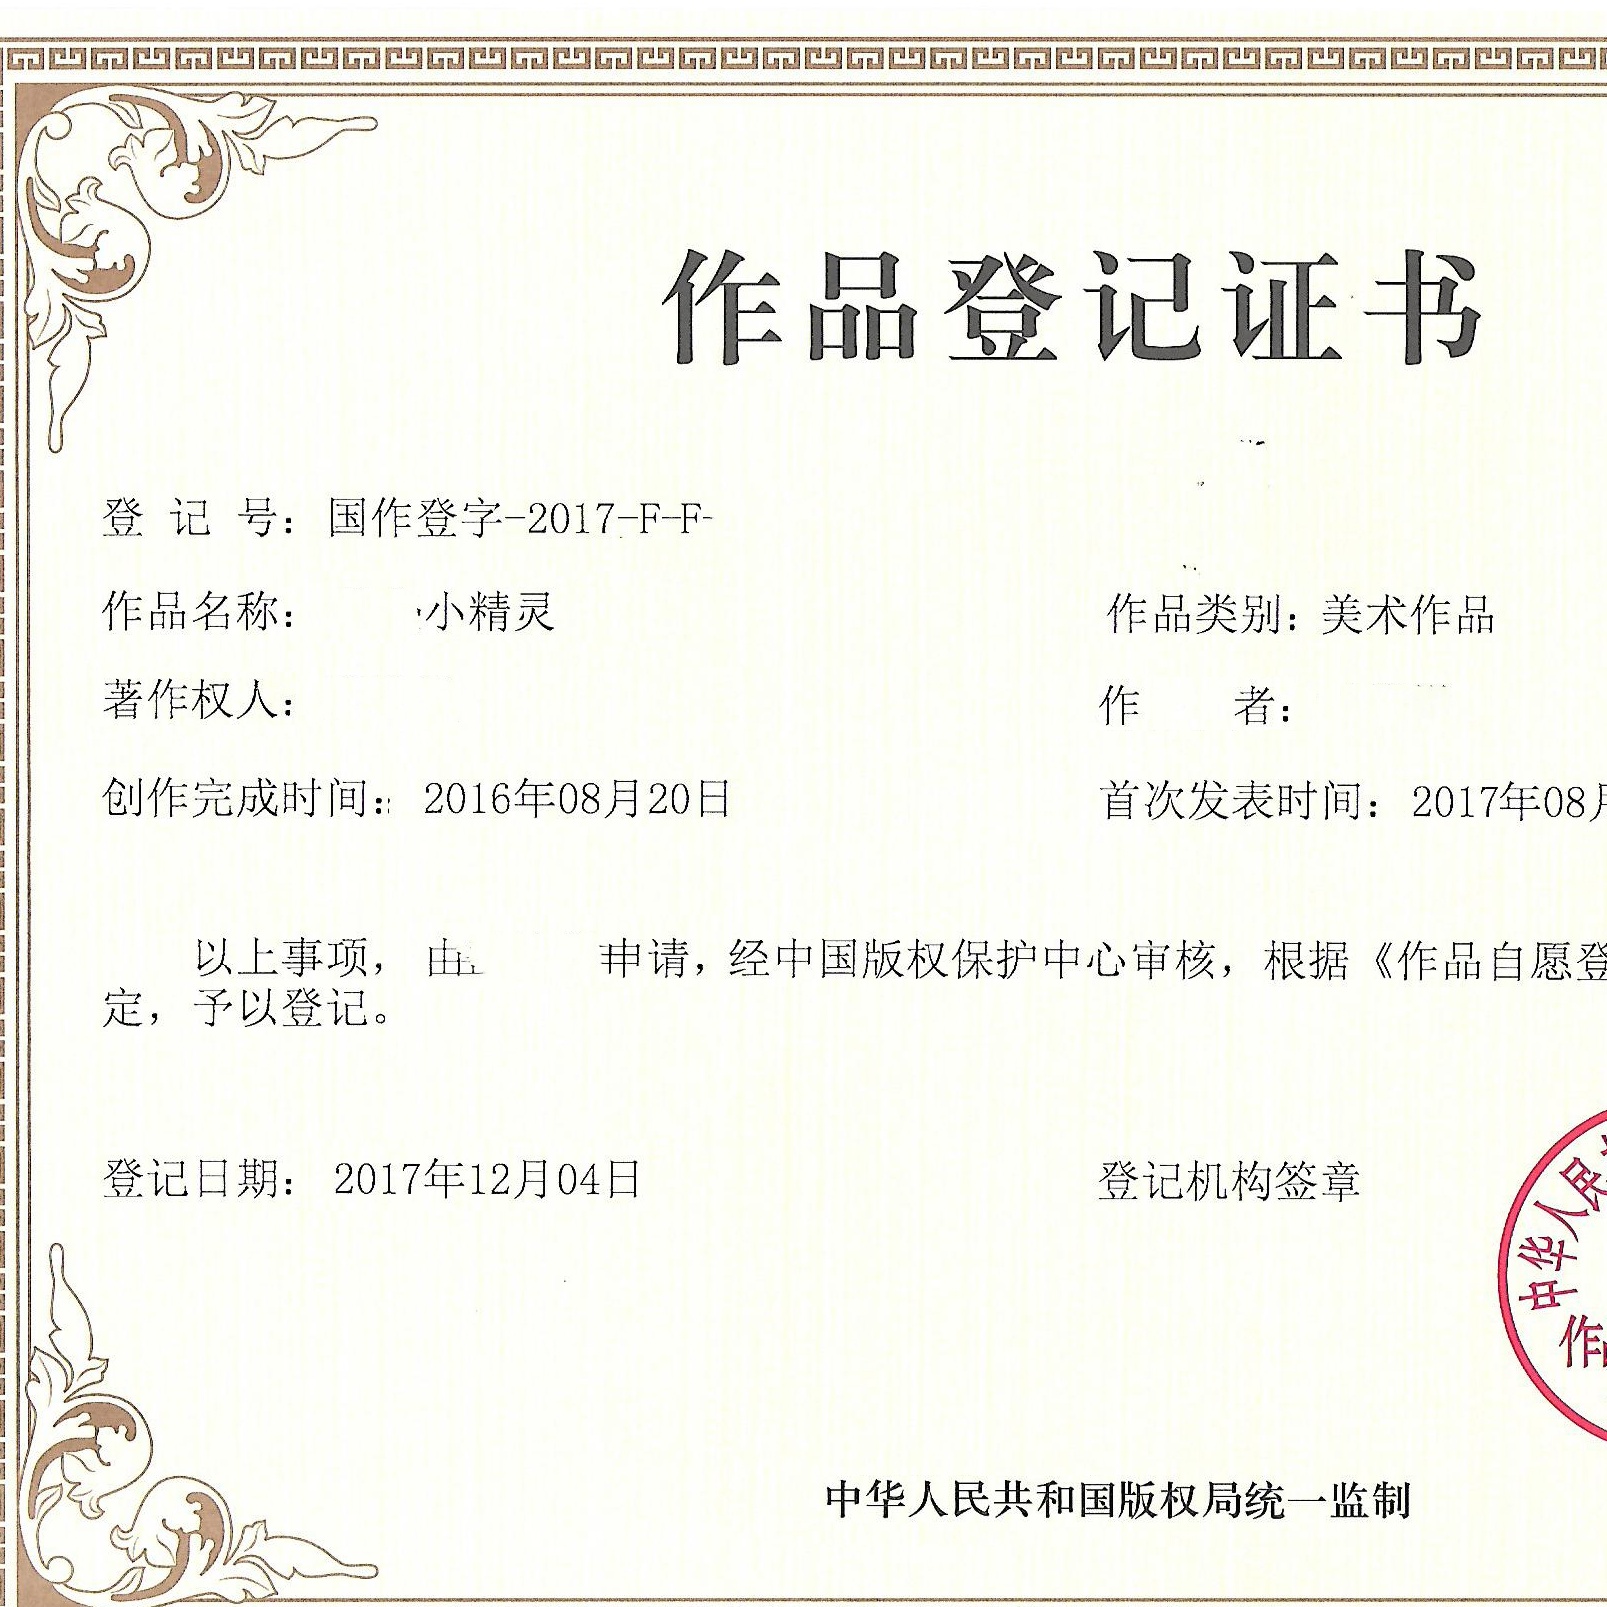 作品登记证书
登 记 号：国作登字-2017-F-F-
作品名称： 小精灵
作品类别：美术作品
著作权人：
作 者：
创作完成时间： 2016年08月20日
首次发表时间： 2017年08月
以上事项， 由 申请，经中国版权保护中心审核，根据《作品自愿登
定，予以登记。
登记日期： 2017年12月04日
登记机构签章
中华人民
作
中华人民共和国版权局统一监制